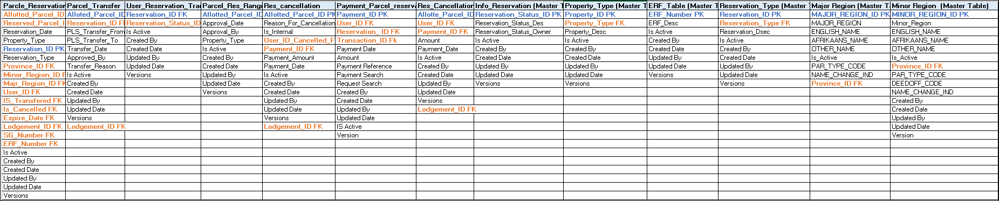 Parcle_Reservation Parcel_Transfer User_Reservation_Trac Parcel_Res_Rang Res_cancellation Payment_Parcel_reserva Res_Cancellation Info_Reservation (Master T Property_Type (Master T ERF_Table (Master T Reservation_Type (Master T Major Region (Master T Minor Region (Master Table)
Allotted_Parcel_ID Alloted_Parcel_ID Reservation_ID FK Allotted_Parcel_ID Allotted_Parcel_ID PK Payment_ID PK Allotte_Parcel_ID Reservation_Status_ID PK Property_ID PK ERF_Number PK Reservation_ID PK MAJOR_REGION_ID PK MINOR_REGION_ID PK
Reserved_Parcel_I Reservation_ID FK Reservation_Status_ID Approval_Date Reason_For_Cancellation User_ID FK User_ID FK Reservation_Status_Des Property_Type FK ERF_Desc Reservation_Type FK MAJOR_REGION Minor_Region
Reservation_Date PLS_Transfer_From Is Active Approval_By Is_Internal Reservation_ ID FK Payment_ID FK Reservation_Status_Owner Property_Desc Is Active Reservation_Dsec ENGLISH_NAME ENGLISH_NAME
Property_Type PLS_Transfer_To Created By Property_Type User_ID_Cancelled_F Transaction_ID Fk Amount Is Active Is Active Created By Is Active AFRIKAANS_NAME AFRIKAANS_NAME
Reservation_ID PK Transfer_Date Created Date Is Active Payment_ID FK Payment Date Payment_Date Created By Created By Created Date Created By OTHER_NAME OTHER_NAME
Reservation_Type Approved_By Updated By Created By Payment_Amount Amount Is Active Created Date Created Date Updated By Created Date Is_Active Is_Active
Province_ID FK Transfer_Reason Updated Date Created Date Payment_Date Payment Reference Created By Updated By Updated By Updated Date Updated By PAR_TYPE_CODE Province_ID FK
Minor_Region_ID F Is Active Versions Updated By Is Active Payment Search Created Date Updated Date Updated Date Versions Updated Date NAME_CHANGE_IND PAR_TYPE_CODE
Majr_Region_ID FK Created By Updated Date Created By Request Search Updated By Versions Versions Versions Province_ID FK DEEDOFF_CODE
User_ID FK Created Date Versions Created Date Created By Updated Date NAME_CHANGE_IND
IS_Transfered FK Updated By Updated By Created Date Versions Created By
Is_Cancelled FK Updated Date Updated Date Updated By Lodgement_ID FK Created Date
Expire_Date FK Versions Versions Updated Date Updated By
Lodgement_ID FK Lodgement_ID FK Lodgement_ID FK IS Active Updated Date
SG_Number FK Version Version
ERF_Number FK
Is Active
Created By
Created Date
Updated By
Updated Date
Versions